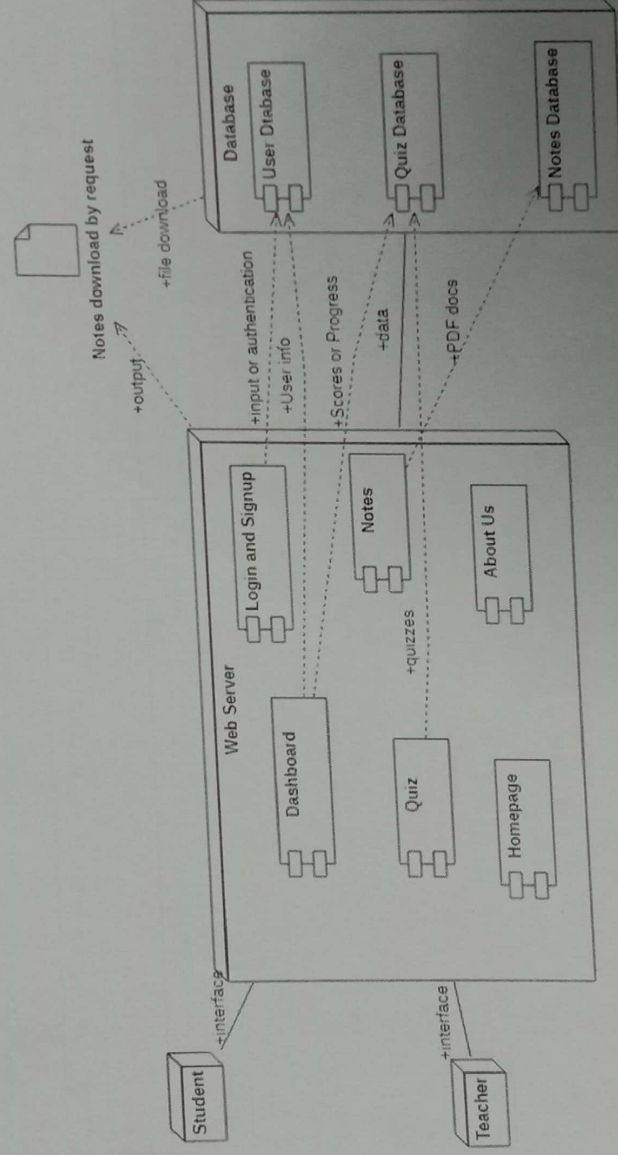 Notes download by request
+output
+file download
Student
+interface
Teacher
+interface
Web Server
Login and Signup
Dashboard
Notes
Quiz
About Us
Homepage
+input or authentication
+User info
+Scores or Progress
+data
+quizzes
+PDF docs
Database
User Dtabase
Quiz Database
Notes Database